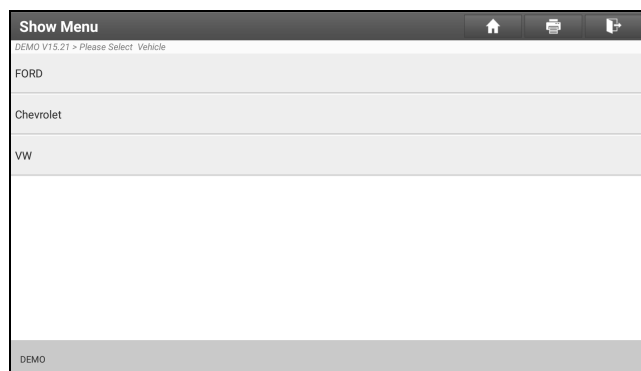 Show Menu
DEMO V15.21 > Please Select Vehicle
FORD
Chevrolet
VW
DEMO